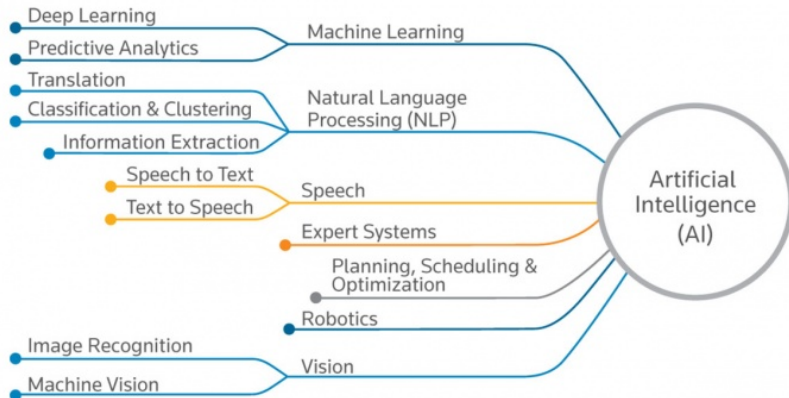 Deep Learning
Predictive Analytics
Machine Learning
Translation
Classification & Clustering
Information Extraction
Natural Language
Processing (NLP)
Speech to Text
Text to Speech
Speech
Expert Systems
Planning, Scheduling &
Optimization
Robotics
Image Recognition
Machine Vision
Vision
Artificial
Intelligence
(AI)